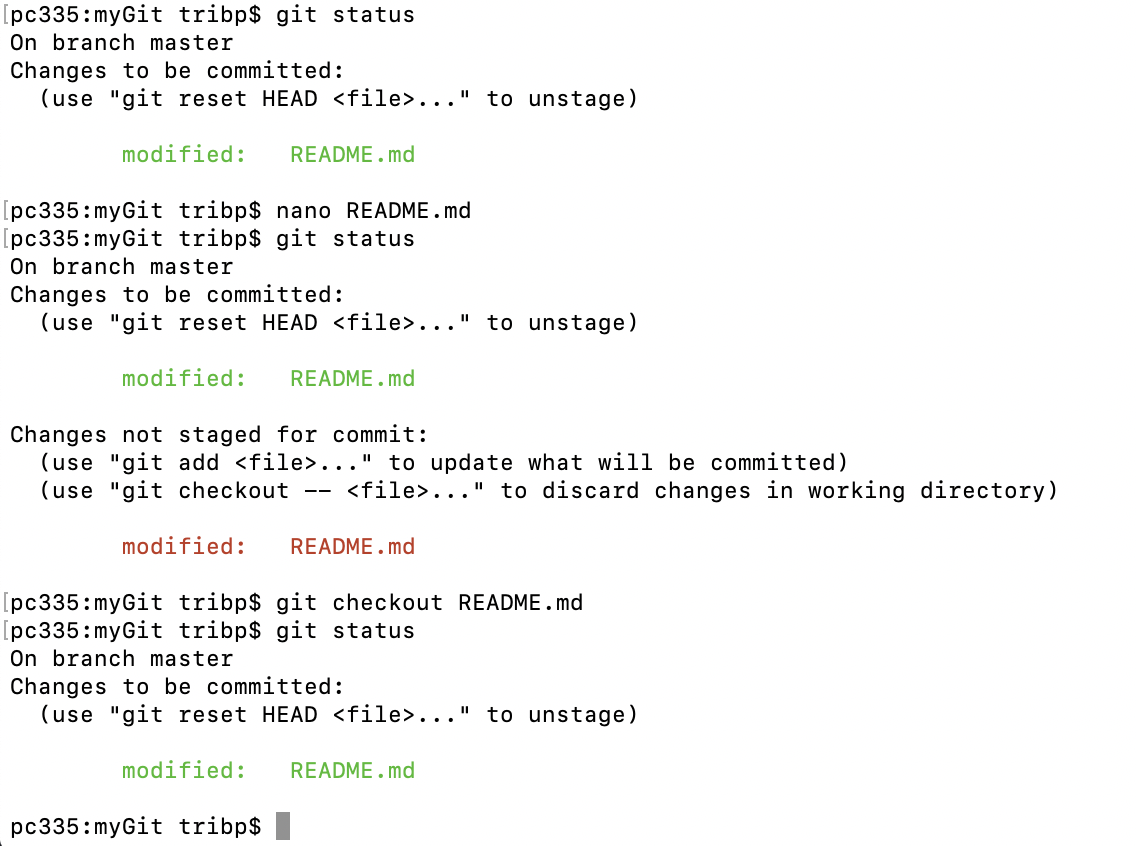 [pc335:myGit tribp$ git status
On branch master
Changes to be committed:
  (use "git reset HEAD <file>..." to unstage)
        modified:   README.md
[pc335:myGit tribp$ nano README.md
[pc335:myGit tribp$ git status
On branch master
Changes to be committed:
  (use "git reset HEAD <file>..." to unstage)
        modified:   README.md
Changes not staged for commit:
  (use "git add <file>..." to update what will be committed)
  (use "git checkout -- <file>..." to discard changes in working directory)
        modified:   README.md
[pc335:myGit tribp$ git checkout README.md
[pc335:myGit tribp$ git status
On branch master
Changes to be committed:
  (use "git reset HEAD <file>..." to unstage)
        modified:   README.md
pc335:myGit tribp$